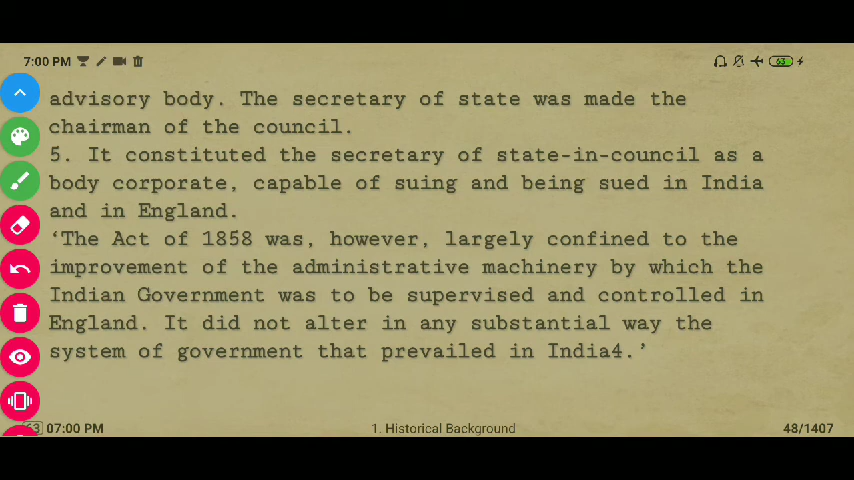 7:00 PM
63
advisory body. The secretary of state was made the
chairman of the council.
5. It constituted the secretary of state-in-council as a
body corporate, capable of suing and being sued in India
and in England.
‘The Act of 1858 was, however, largely confined to the
improvement of the administrative machinery by which the
Indian Government was to be supervised and controlled in
England. It did not alter in any substantial way the
system of government that prevailed in India4.’
63 07:00 PM 1. Historical Background 48/1407